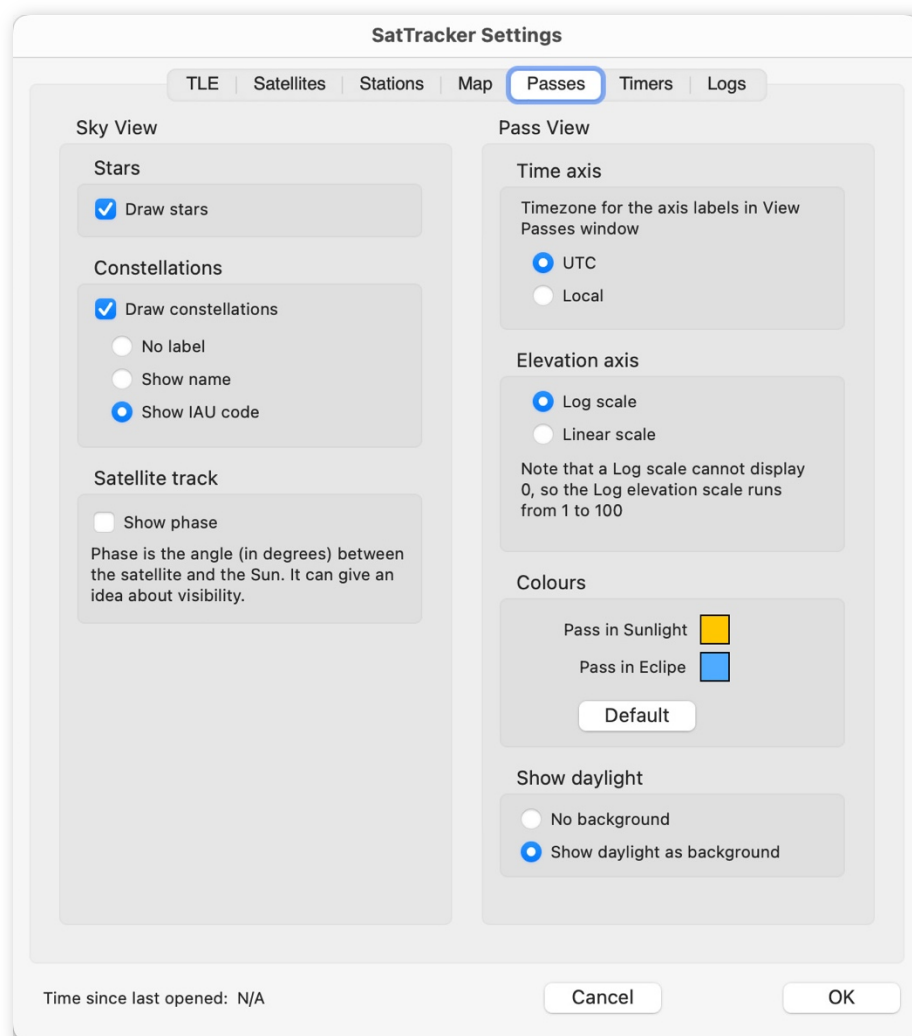 SatTracker Settings
TLE Satellites Stations Map Passes Timers Logs
Sky View
Stars
Draw stars
Constellations
Draw constellations
No label
Show name
Show IAU code
Satellite track
Show phase
Phase is the angle (in degrees) between
the satellite and the Sun. It can give an
idea about visibility.
Pass View
Time axis
Timezone for the axis labels in View
Passes window
UTC
Local
Elevation axis
Log scale
Linear scale
Note that a Log scale cannot display
0, so the Log elevation scale runs
from 1 to 100
Colours
Pass in Sunlight
Pass in Eclipe
Default
Show daylight
No background
Show daylight as background
Time since last opened: N/A
Cancel
OK